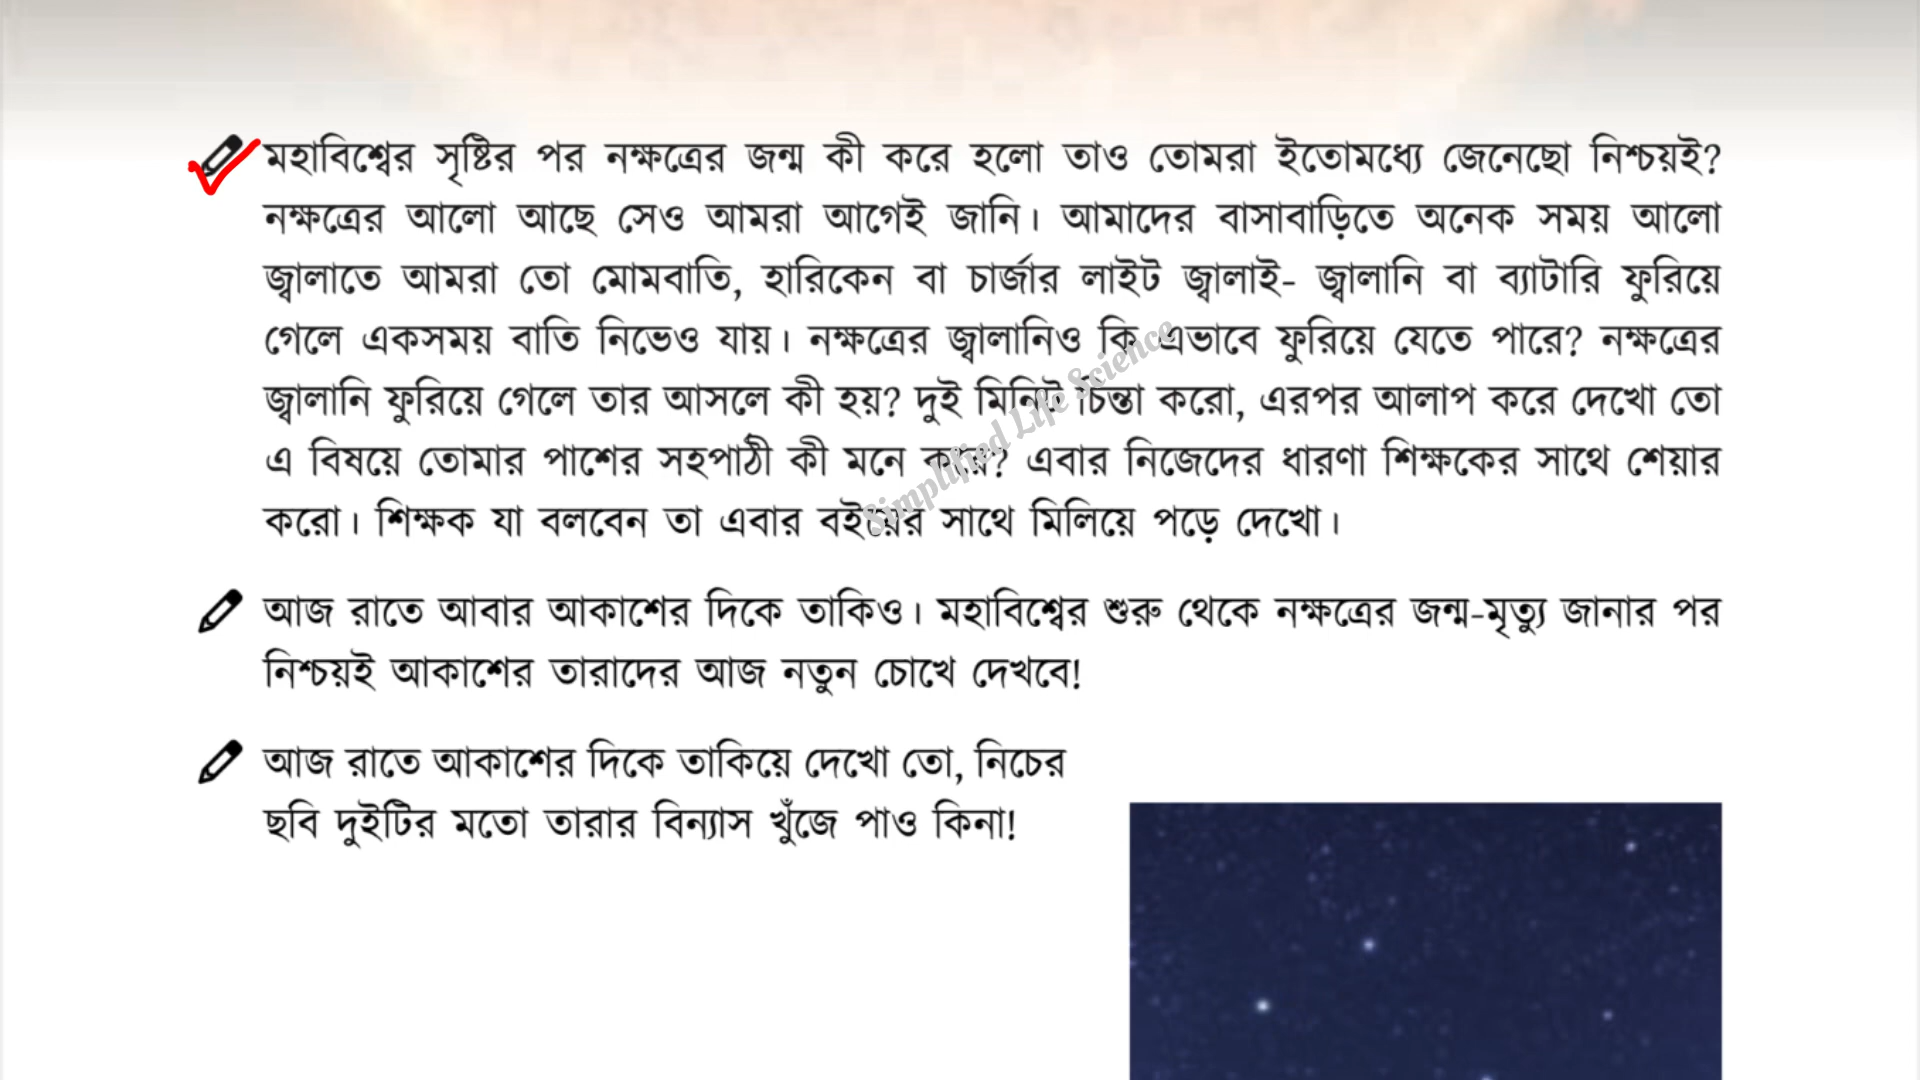 মহাবিশ্বের সৃষ্টির পর নক্ষত্রের জন্ম কী করে হলো তাও তোমরা ইতোমধ্যে জেনেছো নিশ্চয়ই?
নক্ষত্রের আলো আছে সেও আমরা আগেই জানি। আমাদের বাসাবাড়িতে অনেক সময় আলো
জ্বালাতে আমরা তো মোমবাতি, হারিকেন বা চার্জার লাইট জ্বালাই- জ্বালানি বা ব্যাটারি ফুরিয়ে
গেলে একসময় বাতি নিভেও যায়। নক্ষত্রের জ্বালানিও কি এভাবে ফুরিয়ে যেতে পারে? নক্ষত্রের
জ্বালানি ফুরিয়ে গেলে তার আসলে কী হয়? দুই মিনিট চিন্তা করো, এরপর আলাপ করে দেখো তো
এ বিষয়ে তোমার পাশের সহপাঠী কী মনে করে? এবার নিজেদের ধারণা শিক্ষকের সাথে শেয়ার
করো। শিক্ষক যা বলবেন তা এবার বইয়ের সাথে মিলিয়ে পড়ে দেখো।
Simplified Life Science
আজ রাতে আবার আকাশের দিকে তাকিও। মহাবিশ্বের শুরু থেকে নক্ষত্রের জন্ম-মৃত্যু জানার পর
নিশ্চয়ই আকাশের তারাদের আজ নতুন চোখে দেখবে!
আজ রাতে আকাশের দিকে তাকিয়ে দেখো তো, নিচের
ছবি দুইটির মতো তারার বিন্যাস খুঁজে পাও কিনা!